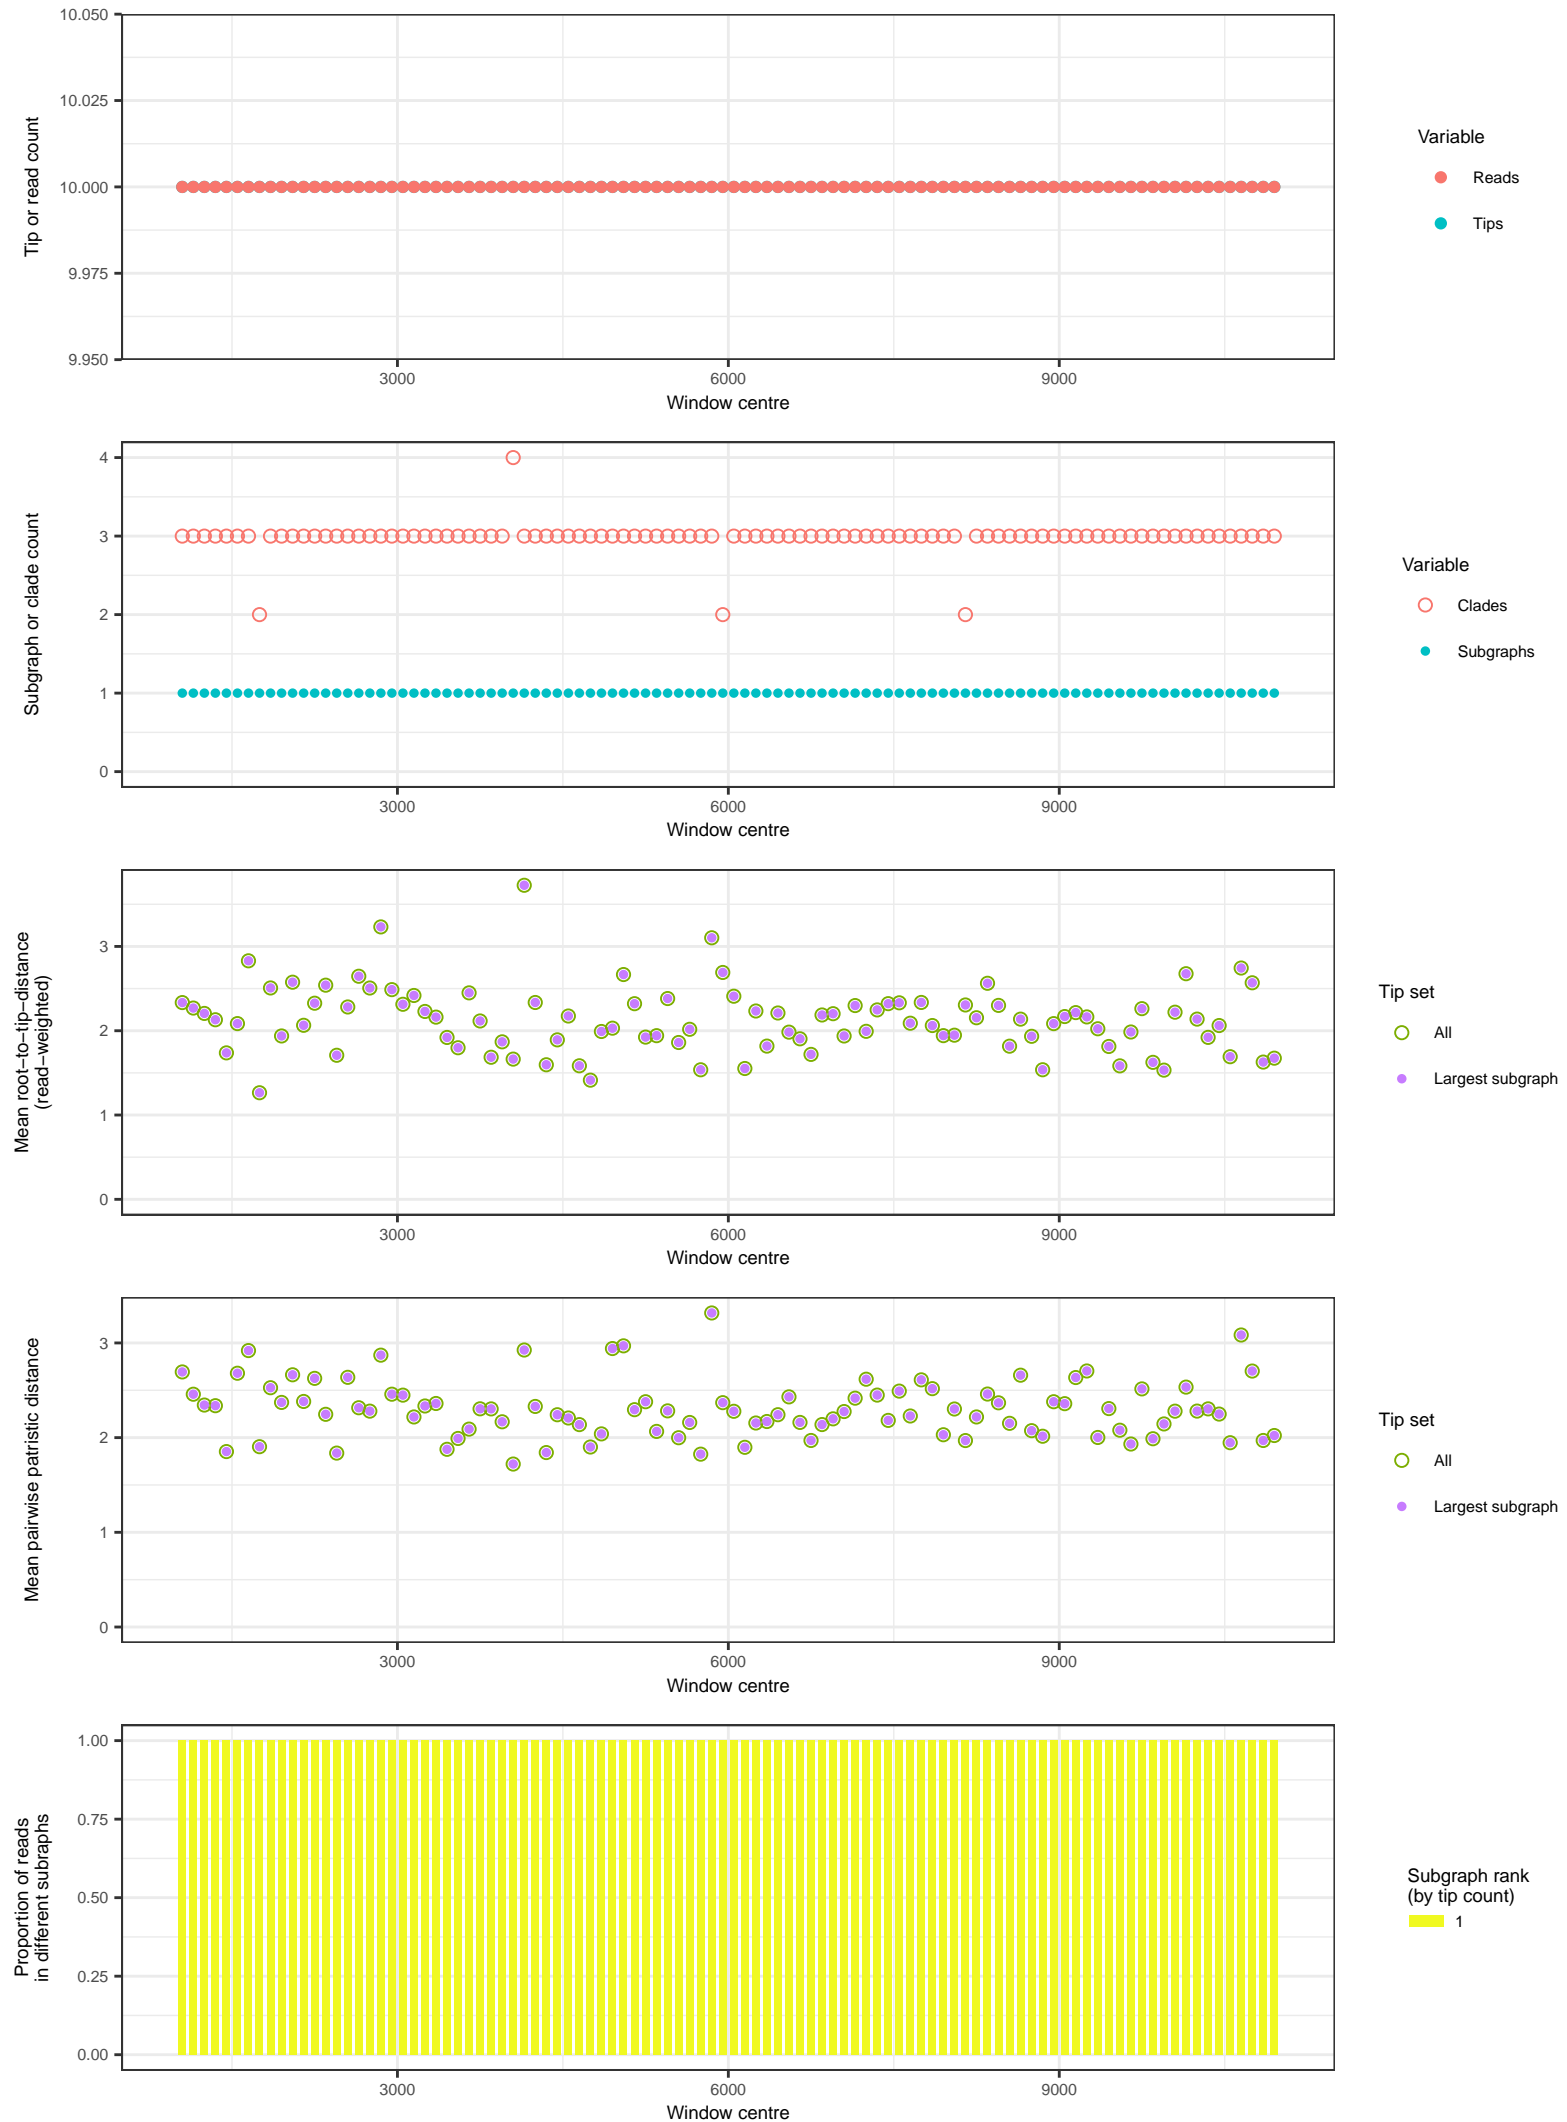 10.050
10.025
10.000
9.975
9.950
Tip or read count
3000 6000 9000
Window centre
Variable
Reads
Tips
4
3
2
1
0
Subgraph or clade count
3000 6000 9000
Window centre
Variable
Clades
Subgraphs
3
2
1
0
Mean root−to−tip−distance
(read−weighted)
3000 6000 9000
Window centre
Tip set
All
Largest subgraph
3
2
1
0
Mean pairwise patristic distance
3000 6000 9000
Window centre
Tip set
All
Largest subgraph
1.00
0.75
0.50
0.25
0.00
Proportion of reads
in different subraphs
3000 6000 9000
Window centre
Subgraph rank
(by tip count)
1